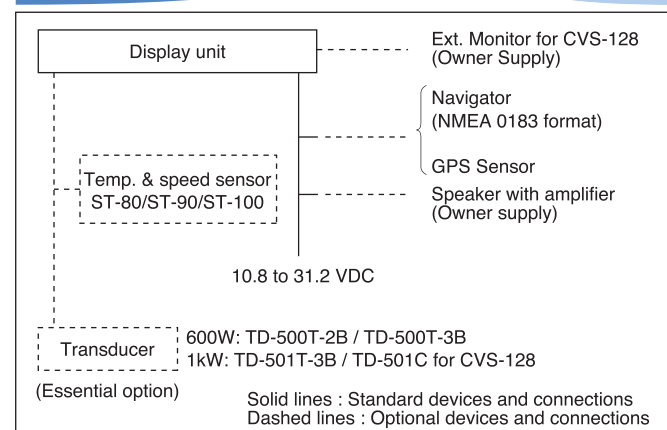 Display unit
Ext. Monitor for CVS-128
(Owner Supply)
Navigator
(NMEA 0183 format)
GPS Sensor
Temp. & speed sensor
ST-80/ST-90/ST-100
Speaker with amplifier
(Owner supply)
10.8 to 31.2 VDC
Transducer
(Essential option)
600W: TD-500T-2B / TD-500T-3B
1kW: TD-501T-3B / TD-501C for CVS-128
Solid lines : Standard devices and connections
Dashed lines : Optional devices and connections